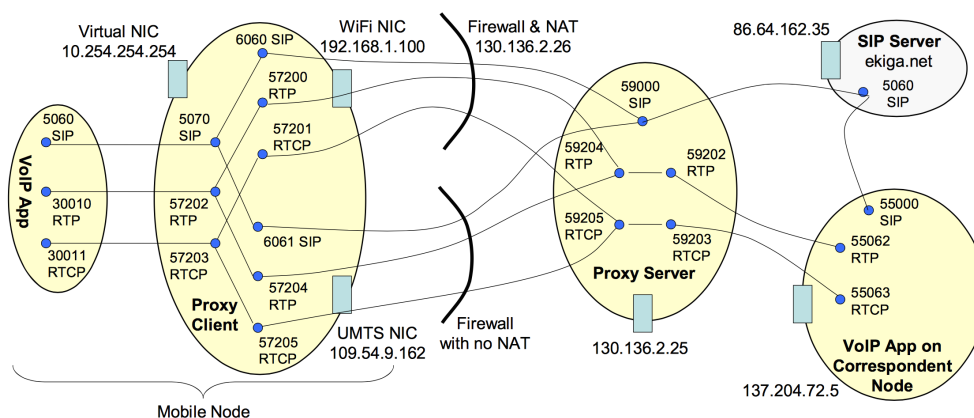 Virtual NIC
10.254.254.254
6060 SIP
WiFi NIC
192.168.1.100
Firewall & NAT
130.136.2.26
86.64.162.35
SIP Server
ekiga.net
5060
SIP
57200
RTP
57201
RTCP
59000
SIP
5060
SIP
5070
SIP
VoIP App
30010
RTP
57202
RTP
59204
RTP
59202
RTP
30011
RTCP
57203
RTCP
6061 SIP
59205
RTCP
59203
RTCP
55000
SIP
55062
RTP
57204
RTP
Proxy Server
55063
RTCP
Proxy
Client
57205
RTCP
UMTS NIC
109.54.9.162
Firewall
with no NAT
130.136.2.25
VoIP App on
Correspondent
Node
137.204.72.5
Mobile Node